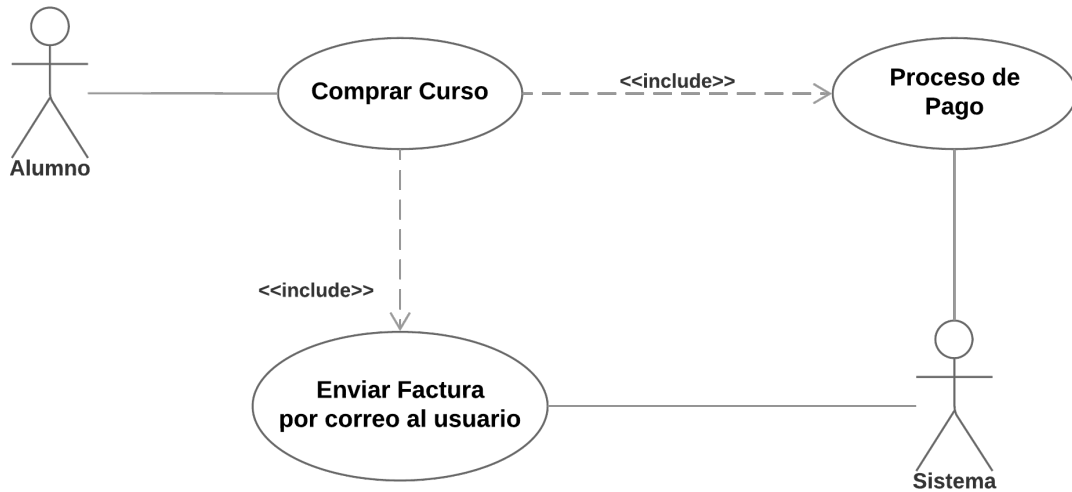 Comprar Curso
<<include>>
Proceso de
Pago
Alumno
<<include>>
Enviar Factura
por correo al usuario
Sistema